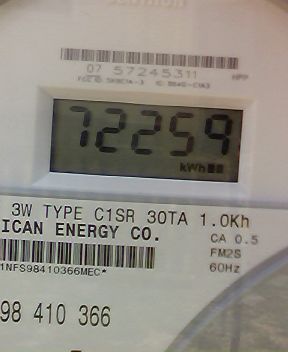 07 57245311
72259
kWh
3W TYPE C1SR 30TA 1.0Kh
ICAN ENERGY CO.
CA 0.5
FM2S
60Hz
1NFS98410366MEC*
98 410 366